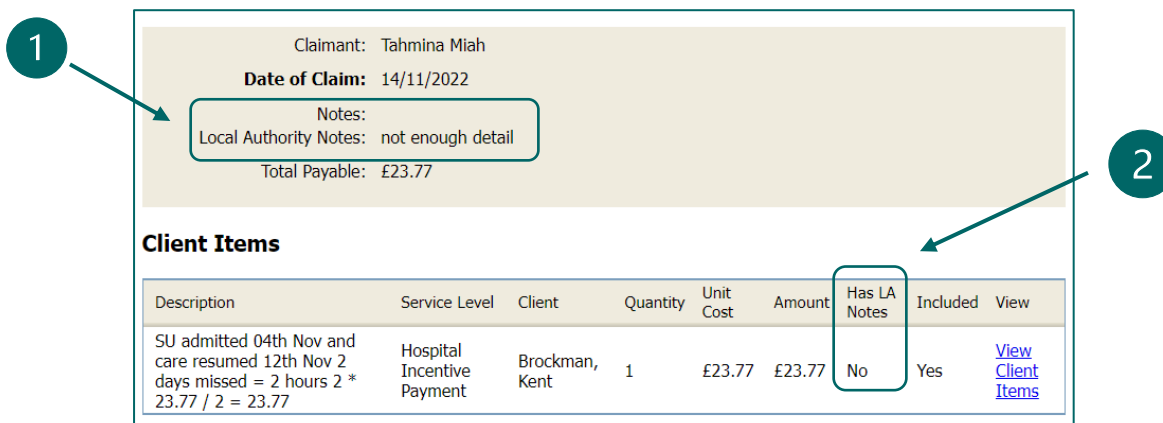 1
Claimant: Tahmina Miah
Date of Claim: 14/11/2022
Notes:
Local Authority Notes: not enough detail
Total Payable: £23.77
2
Client Items
Description Service Level Client Quantity Unit Cost Amount Has LA Notes Included View
SU admitted 04th Nov and
care resumed 12th Nov 2
days missed = 2 hours 2 *
23.77 / 2 = 23.77
Hospital
Incentive
Payment
Brockman,
Kent
1
£23.77
£23.77
No
Yes
View
Client
Items